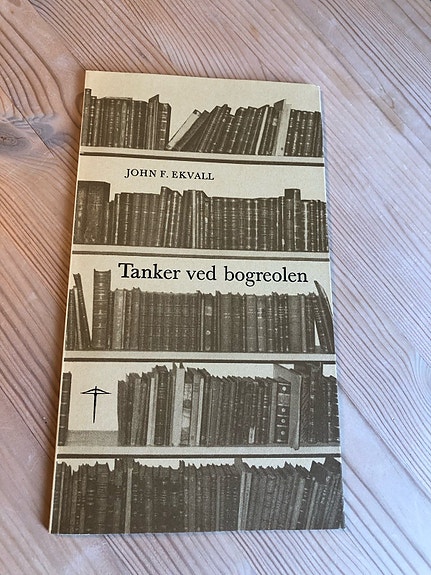 JOHN F. EKVALL
Tanker ved bogreolen